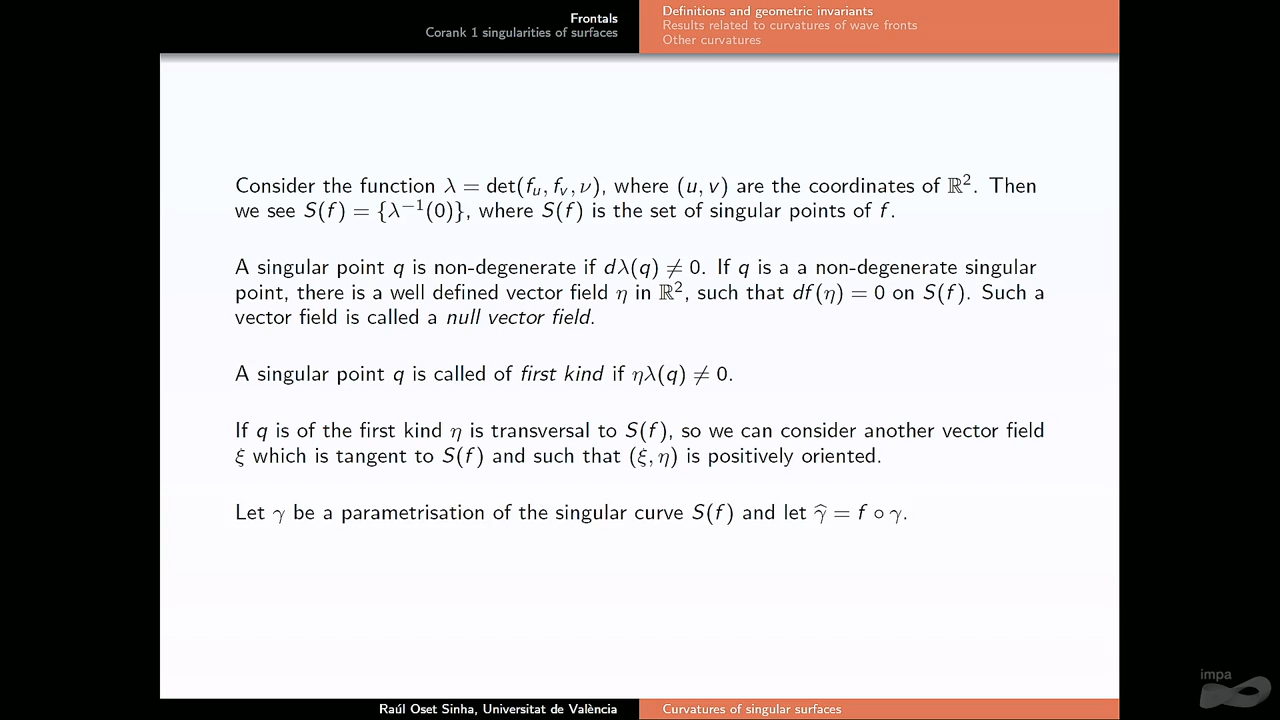 Frontals
Corank 1 singularities of surfaces
Definitions and geometric invariants
Results related to curvatures of wave fronts
Other curvatures
Consider the function λ = det(f_u, f_v, ν), where (u, v) are the coordinates of ℝ². Then
we see S(f) = {λ⁻¹(0)}, where S(f) is the set of singular points of f.
A singular point q is non-degenerate if dλ(q) ≠ 0. If q is a a non-degenerate singular
point, there is a well defined vector field η in ℝ², such that df(η) = 0 on S(f). Such a
vector field is called a null vector field.
A singular point q is called of first kind if ηλ(q) ≠ 0.
If q is of the first kind η is transversal to S(f), so we can consider another vector field
ξ which is tangent to S(f) and such that (ξ, η) is positively oriented.
Let γ be a parametrisation of the singular curve S(f) and let γ̂ = f ∘ γ.
impa
Raúl Oset Sinha, Universitat de València
Curvatures of singular surfaces